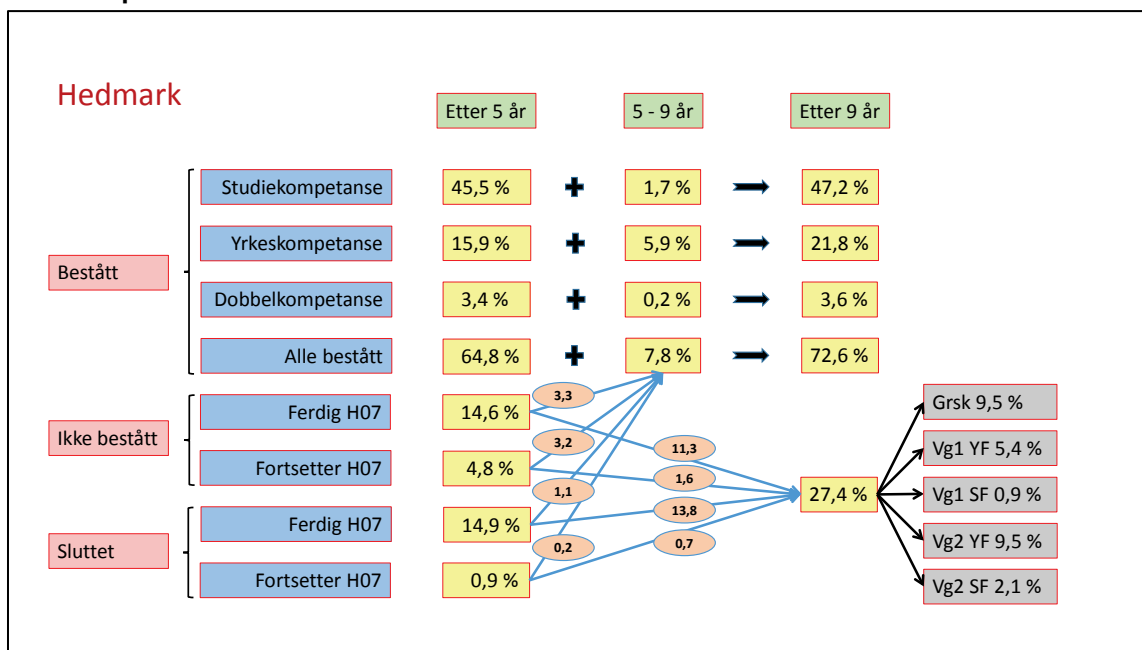 Hedmark
Etter 5 år
5 - 9 år
Etter 9 år
Bestått
Studiekompetanse
45,5 %
1,7 %
47,2 %
Yrkeskompetanse
15,9 %
5,9 %
21,8 %
Dobbelkompetanse
3,4 %
0,2 %
3,6 %
Alle bestått
64,8 %
7,8 %
72,6 %
Ikke bestått
Ferdig H07
14,6 %
3,3
11,3
Fortsetter H07
4,8 %
3,2
1,6
Sluttet
Ferdig H07
14,9 %
1,1
13,8
Fortsetter H07
0,9 %
0,2
0,7
27,4 %
Grsk 9,5 %
Vg1 YF 5,4 %
Vg1 SF 0,9 %
Vg2 YF 9,5 %
Vg2 SF 2,1 %